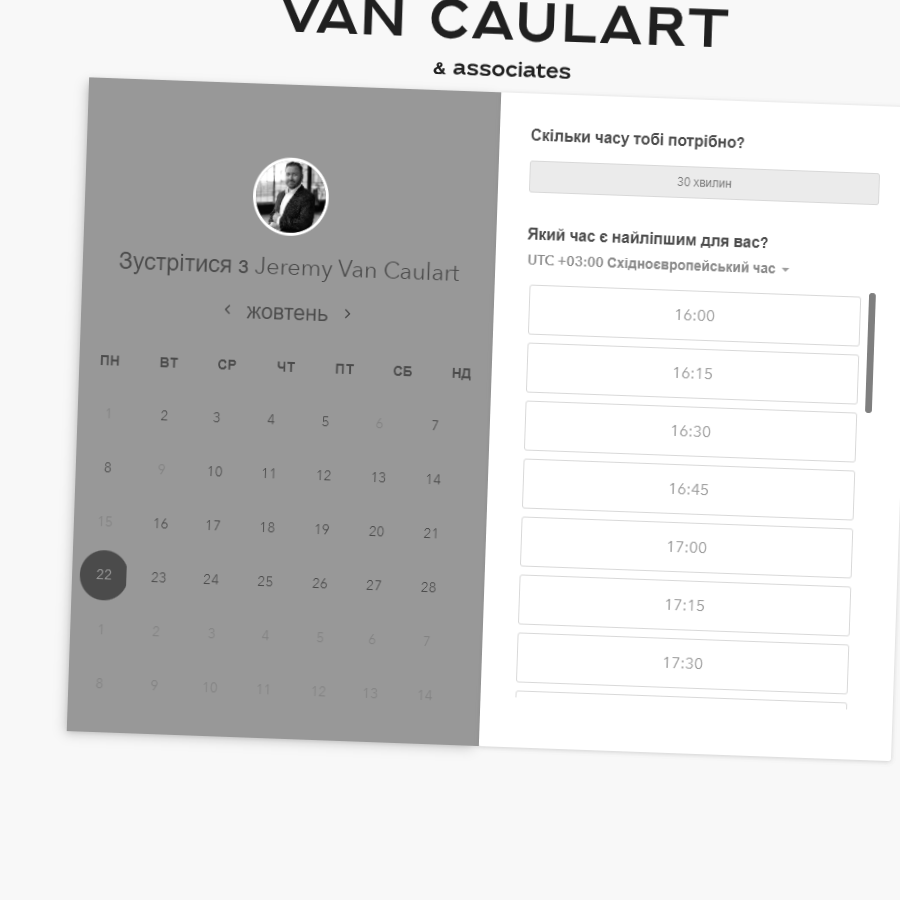 VAN CAULART
& associates
Зустрітися з Jeremy Van Caulart
жовтень
ПН ВТ СР ЧТ ПТ СБ НД
1 2 3 4 5 6 7
8 9 10 11 12 13 14
15 16 17 18 19 20 21
22 23 24 25 26 27 28
1 2 3 4 5 6 7
8 9 10 11 12 13 14
Скільки часу тобі потрібно?
30 хвилин
Який час є найліпшим для вас?
UTC +03:00 Східноєвропейський час
16:00
16:15
16:30
16:45
17:00
17:15
17:30